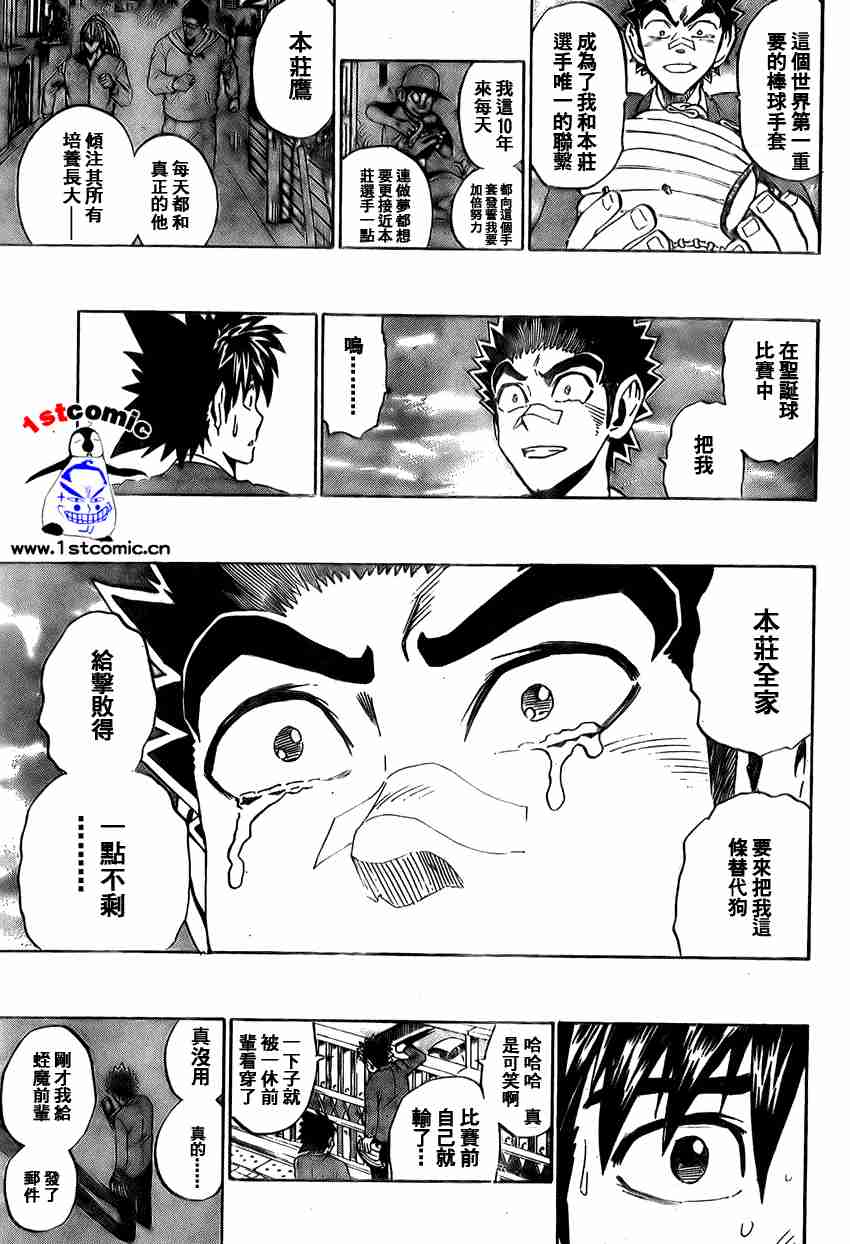 這個世界第一重
要的棒球手套
成為了我和本莊
選手唯一的聯繫
我這10年
來每天
都向這個手
套發誓我要
加倍努力
連做夢都想
要更接近本
莊選手一點
本莊鷹
每天都和
真正的他
傾注其所有
培養長大
——
在聖誕球
比賽中
把我
嗚………
1stcomic
www.1stcomic.cn
本莊全家
要來把我這
條替代狗
給擊敗得
一點不剩
………
哈哈哈 真
是可笑啊
比賽前
自己就
輸了…
一下子就
被一休前
輩看穿了
真沒用
真的……
剛才我給
蛭魔前輩
發了
郵件